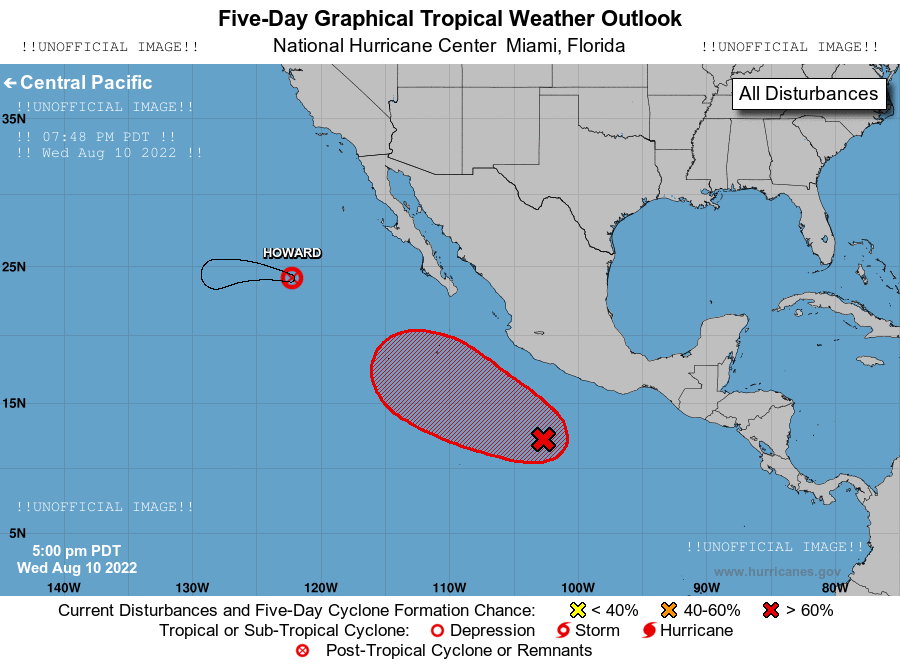 Five-Day Graphical Tropical Weather Outlook
!!UNOFFICIAL IMAGE!! National Hurricane Center Miami, Florida !!UNOFFICIAL IMAGE!!
← Central Pacific
All Disturbances
!!UNOFFICIAL IMAGE!!
35N
!! 07:48 PM PDT !!
!! Wed Aug 10 2022 !!
HOWARD
25N
15N
!!UNOFFICIAL IMAGE!!
5N
!!UNOFFICIAL IMAGE!!
5:00 pm PDT
Wed Aug 10 2022
www.hurricanes.gov
140W 130W 120W 110W 100W 90W 80W
Current Disturbances and Five-Day Cyclone Formation Chance: < 40% 40-60% > 60%
Tropical or Sub-Tropical Cyclone: Depression Storm Hurricane
Post-Tropical Cyclone or Remnants